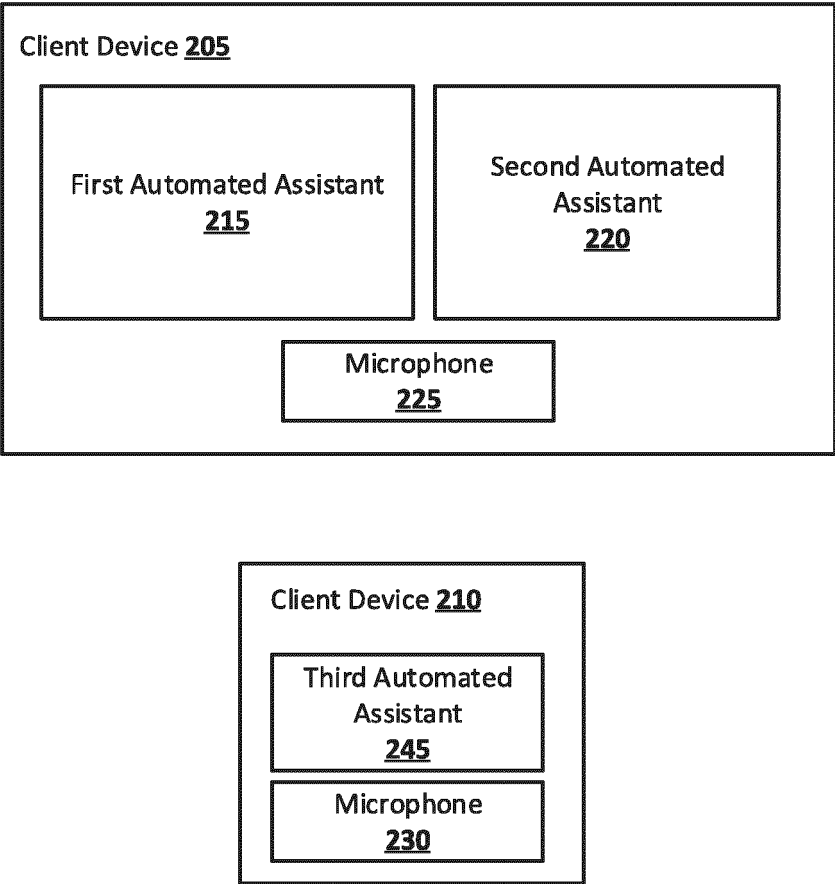 Client Device 205
First Automated Assistant
215
Second Automated
Assistant
220
Microphone
225
Client Device 210
Third Automated
Assistant
245
Microphone
230